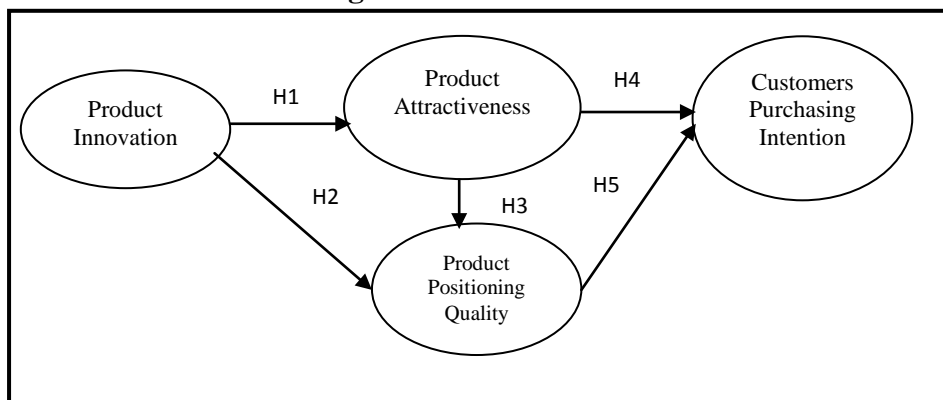 Product
Innovation
H1
Product
Attractiveness
H4
Customers
Purchasing
Intention
H2
H3
H5
Product
Positioning
Quality